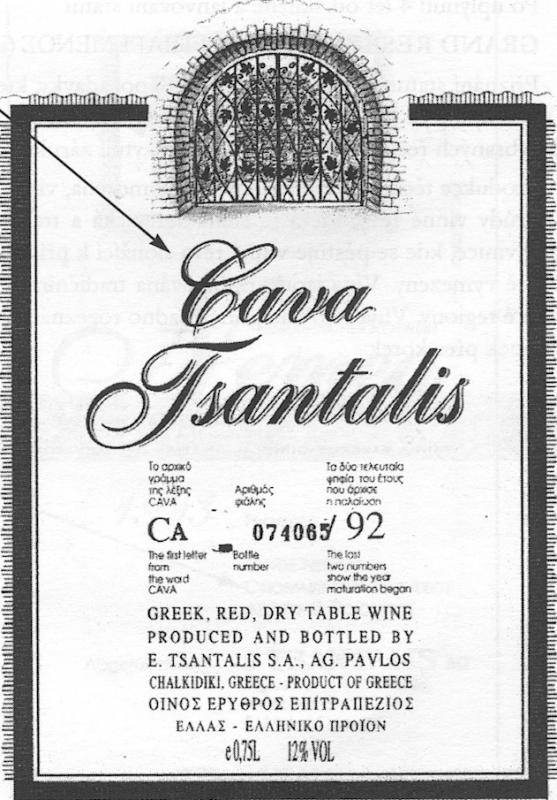 Cava
Tsantalis
Το αρχικό
γράμμα
της λέξης
CAVA
Αριθμός
φιάλης
Τα δύο τελευταία
ψηφία του έτους
που άρχισε
η παλαίωση
CA 074065/ 92
The first letter
from
the word
CAVA
Bottle
number
The last
two numbers
show the year
maturation began
GREEK, RED, DRY TABLE WINE
PRODUCED AND BOTTLED BY
E. TSANTALIS S.A., AG. PAVLOS
CHALKIDIKI, GREECE - PRODUCT OF GREECE
ΟΙΝΟΣ ΕΡΥΘΡΟΣ ΕΠΙΤΡΑΠΕΖΙΟΣ
ΕΛΛΑΣ - ΕΛΛΗΝΙΚΟ ΠΡΟΪΟΝ
e 0,75L 12% VOL